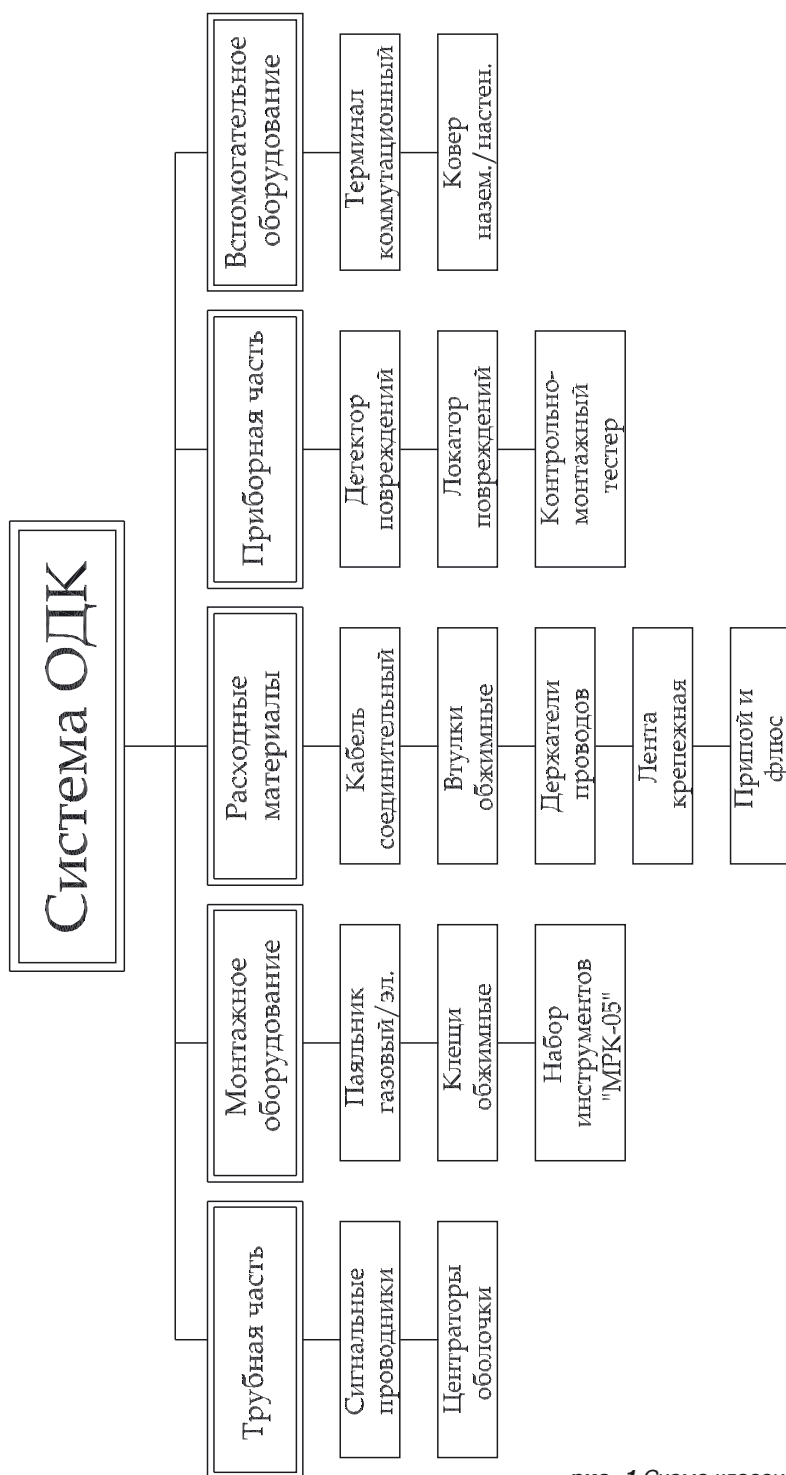 Система ОДК
Трубная часть
Сигнальные
проводники
Центраторы
оболочки
Монтажное
оборудование
Паяльник
газовый/эл.
Клещи
обжимные
Набор
инструментов
"МРК-05"
Расходные
материалы
Кабель
соединительный
Втулки
обжимные
Держатели
проводов
Лента
крепежная
Припой и
флюс
Приборная часть
Детектор
повреждений
Локатор
повреждений
Контрольно-
монтажный
тестер
Вспомогательное
оборудование
Терминал
коммутационный
Ковер
назем./настен.
рис. 1 Схема